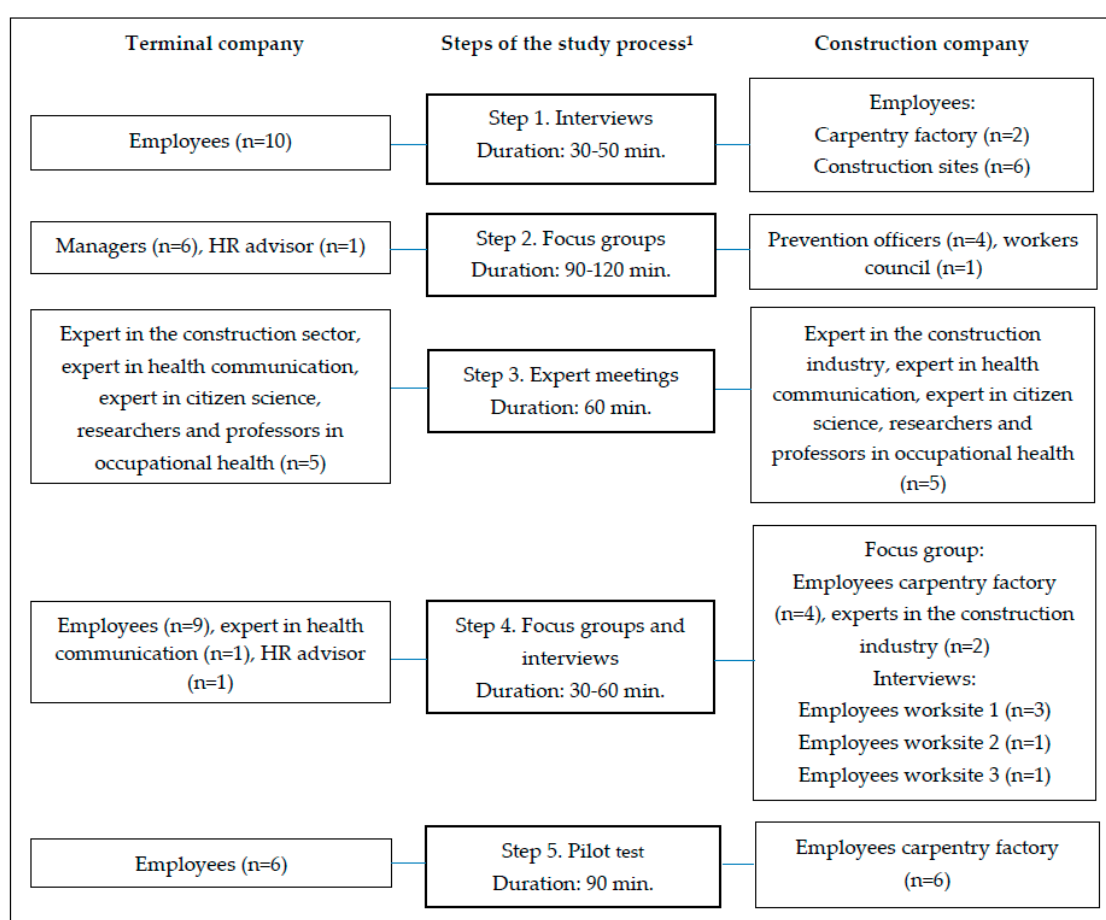 Terminal company
Steps of the study process¹
Construction company
Employees (n=10)
Step 1. Interviews
Duration: 30-50 min.
Employees:
Carpentry factory (n=2)
Construction sites (n=6)
Managers (n=6), HR advisor (n=1)
Step 2. Focus groups
Duration: 90-120 min.
Prevention officers (n=4), workers
council (n=1)
Expert in the construction sector,
expert in health communication,
expert in citizen science,
researchers and professors in
occupational health (n=5)
Step 3. Expert meetings
Duration: 60 min.
Expert in the construction
industry, expert in health
communication, expert in citizen
science, researchers and
professors in occupational health
(n=5)
Employees (n=9), expert in health
communication (n=1), HR advisor
(n=1)
Step 4. Focus groups and
interviews
Duration: 30-60 min.
Focus group:
Employees carpentry factory
(n=4), experts in the construction
industry (n=2)
Interviews:
Employees worksite 1 (n=3)
Employees worksite 2 (n=1)
Employees worksite 3 (n=1)
Employees (n=6)
Step 5. Pilot test
Duration: 90 min.
Employees carpentry factory
(n=6)